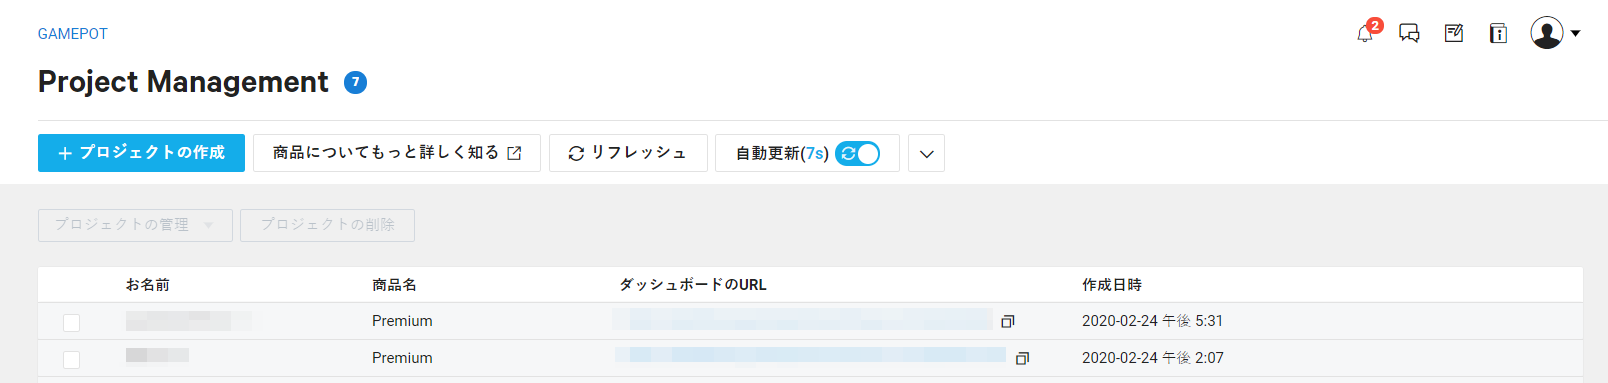 GAMEPOT
2
Project Management 7
プロジェクトの作成 商品についてもっと詳しく知る リフレッシュ 自動更新(7s)
プロジェクトの管理 プロジェクトの削除
お名前 商品名 ダッシュボードのURL 作成日時
Premium 2020-02-24 午後 5:31
Premium 2020-02-24 午後 2:07